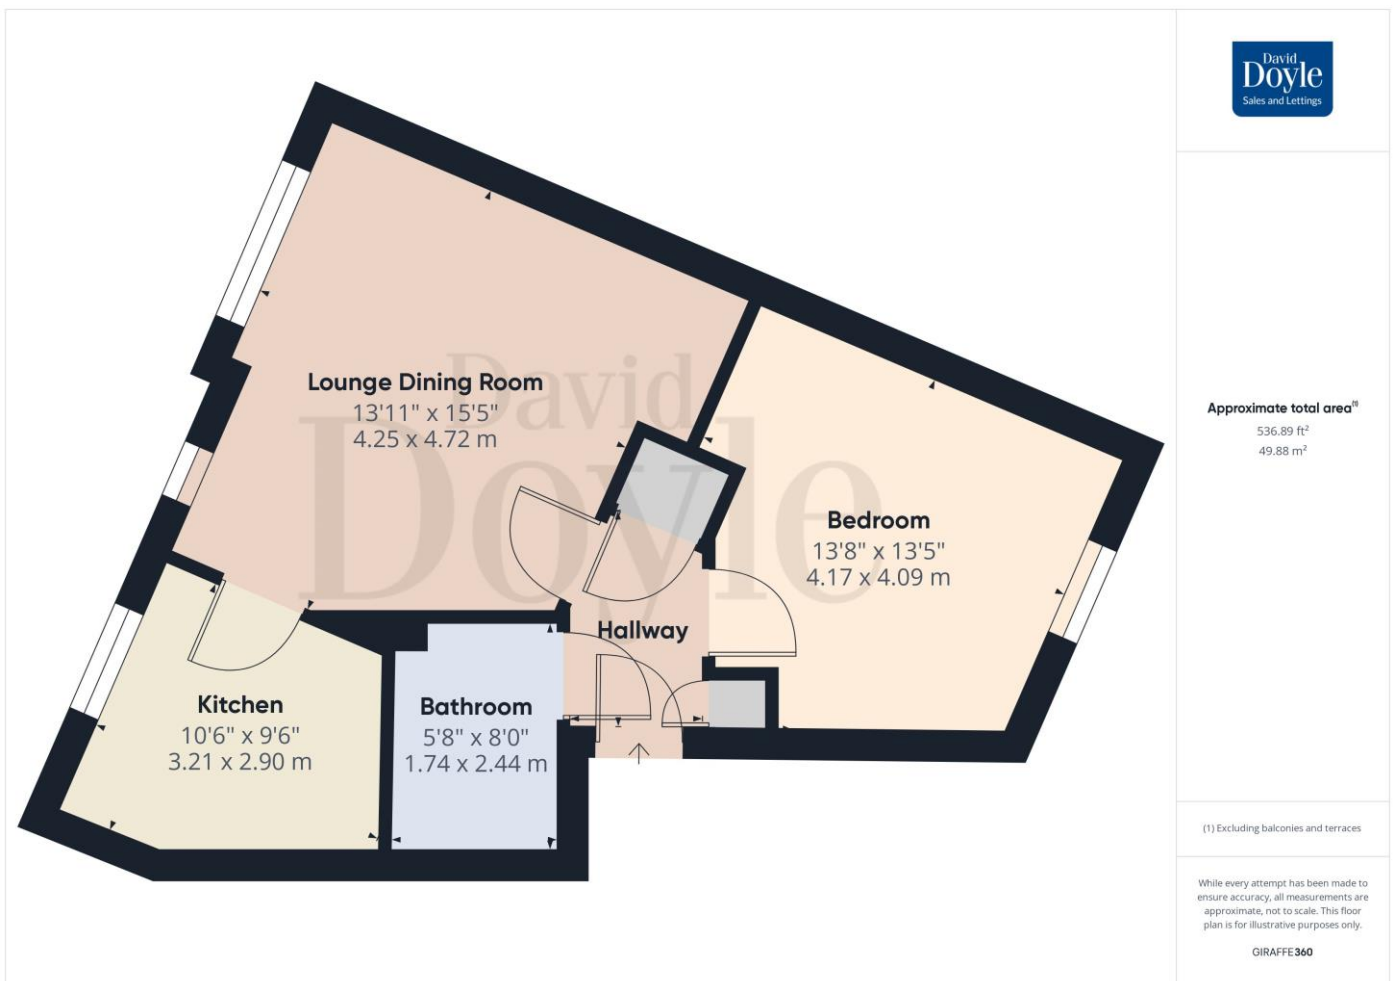 David
Doyle
Sales and Lettings
Lounge Dining Room
13'11" x 15'5"
4.25 x 4.72 m
David
Doyle
Bedroom
13'8" x 13'5"
4.17 x 4.09 m
Hallway
Kitchen
10'6" x 9'6"
3.21 x 2.90 m
Bathroom
5'8" x 8'0"
1.74 x 2.44 m
Approximate total area⁽¹⁾
536.89 ft²
49.88 m²
(1) Excluding balconies and terraces
While every attempt has been made to
ensure accuracy, all measurements are
approximate, not to scale. This floor
plan is for illustrative purposes only.
GIRAFFE360